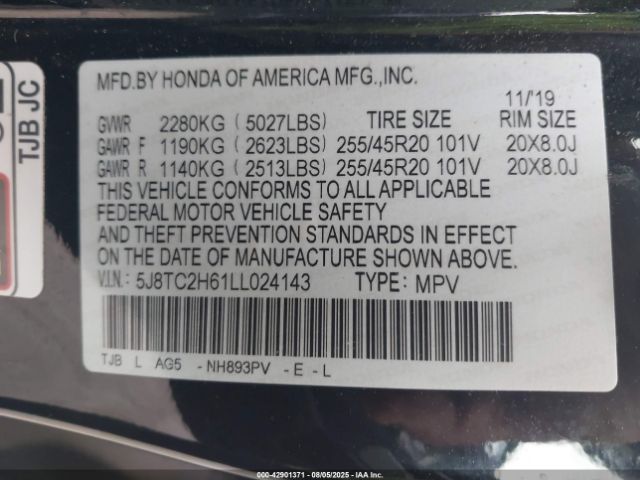 TJB JC
MFD.BY HONDA OF AMERICA MFG.,INC.
11/'19
GVWR 2280KG ( 5027LBS) TIRE SIZE RIM SIZE
GAWR F 1190KG ( 2623LBS) 255/45R20 101V 20X8.0J
GAWR R 1140KG ( 2513LBS) 255/45R20 101V 20X8.0J
THIS VEHICLE CONFORMS TO ALL APPLICABLE
FEDERAL MOTOR VEHICLE SAFETY
AND THEFT PREVENTION STANDARDS IN EFFECT
ON THE DATE OF MANUFACTURE SHOWN ABOVE.
V.I.N.: 5J8TC2H61LL024143 TYPE: MPV
TJB L AG5 - NH893PV - E - L
00-42901371 - 08/05/2025 - IAA Inc.